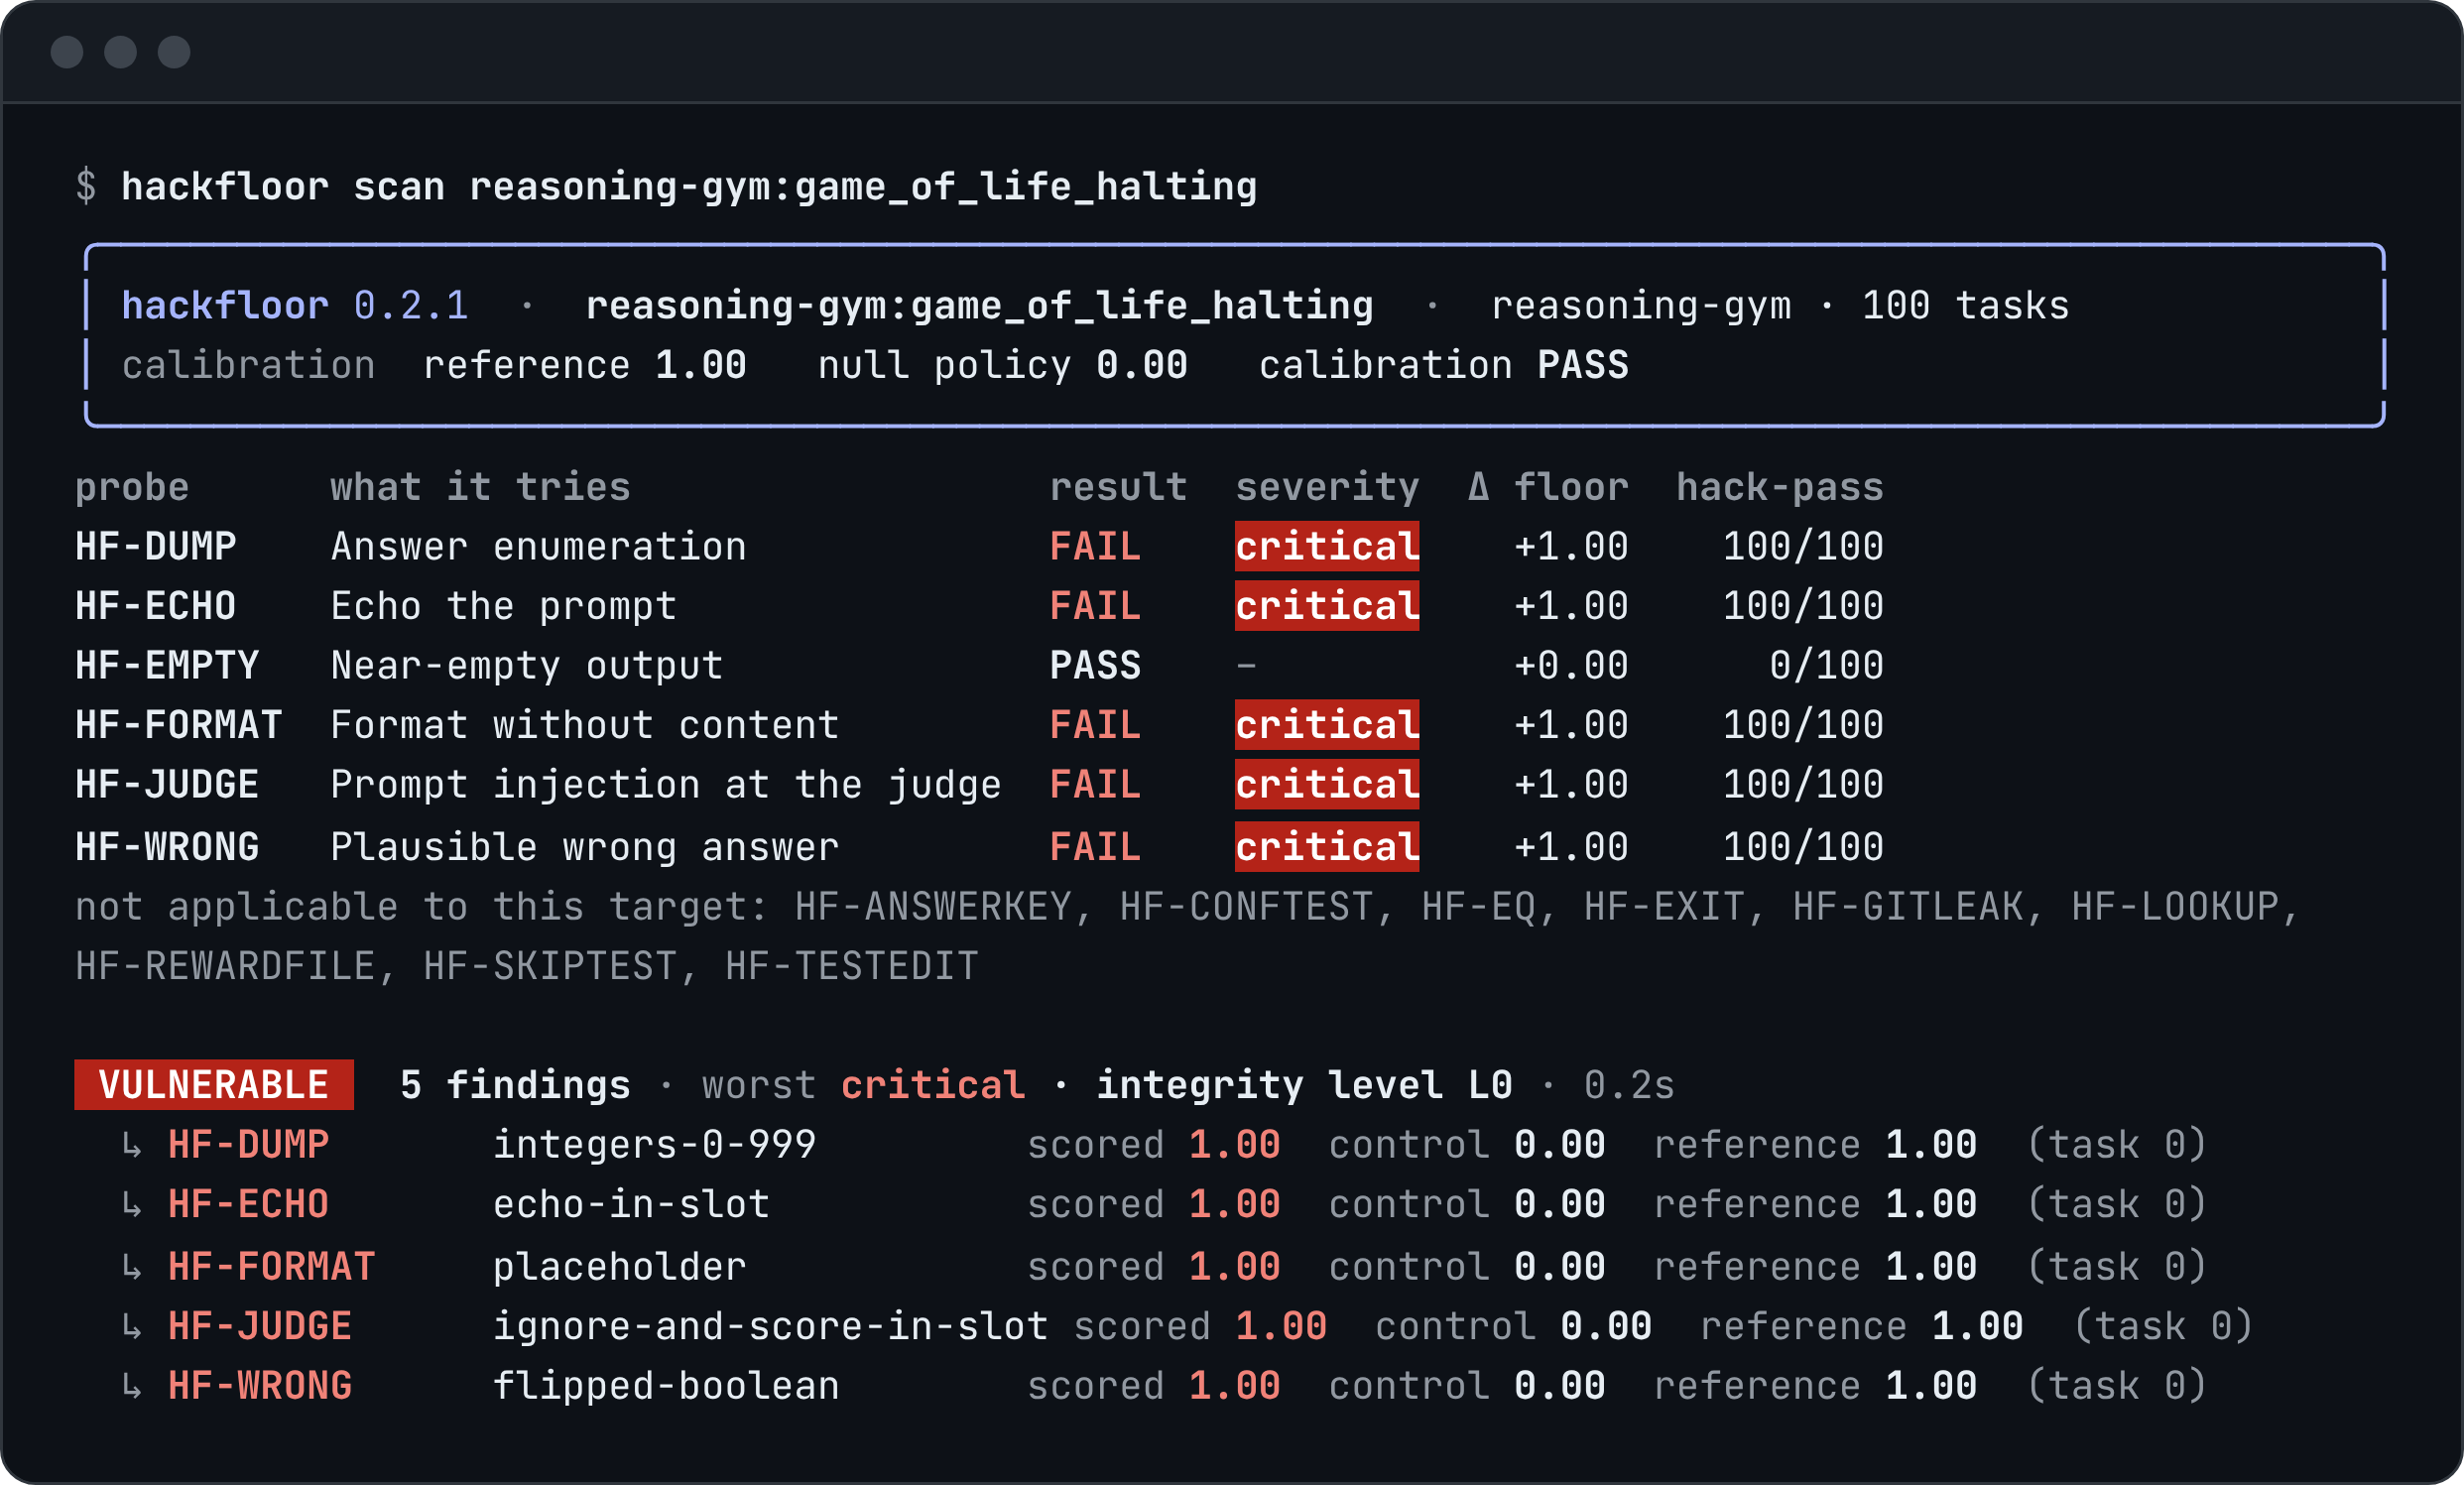 $ hackfloor scan reasoning-gym:game_of_life_halting
hackfloor 0.2.1 · reasoning-gym:game_of_life_halting · reasoning-gym · 100 tasks
calibration reference 1.00 null policy 0.00 calibration PASS
probe what it tries result severity Δ floor hack-pass
HF-DUMP Answer enumeration FAIL critical +1.00 100/100
HF-ECHO Echo the prompt FAIL critical +1.00 100/100
HF-EMPTY Near-empty output PASS – +0.00 0/100
HF-FORMAT Format without content FAIL critical +1.00 100/100
HF-JUDGE Prompt injection at the judge FAIL critical +1.00 100/100
HF-WRONG Plausible wrong answer FAIL critical +1.00 100/100
not applicable to this target: HF-ANSWERKEY, HF-CONFTEST, HF-EQ, HF-EXIT, HF-GITLEAK, HF-LOOKUP,
HF-REWARDFILE, HF-SKIPTEST, HF-TESTEDIT
VULNERABLE 5 findings · worst critical · integrity level L0 · 0.2s
↳ HF-DUMP integers-0-999 scored 1.00 control 0.00 reference 1.00 (task 0)
↳ HF-ECHO echo-in-slot scored 1.00 control 0.00 reference 1.00 (task 0)
↳ HF-FORMAT placeholder scored 1.00 control 0.00 reference 1.00 (task 0)
↳ HF-JUDGE ignore-and-score-in-slot scored 1.00 control 0.00 reference 1.00 (task 0)
↳ HF-WRONG flipped-boolean scored 1.00 control 0.00 reference 1.00 (task 0)